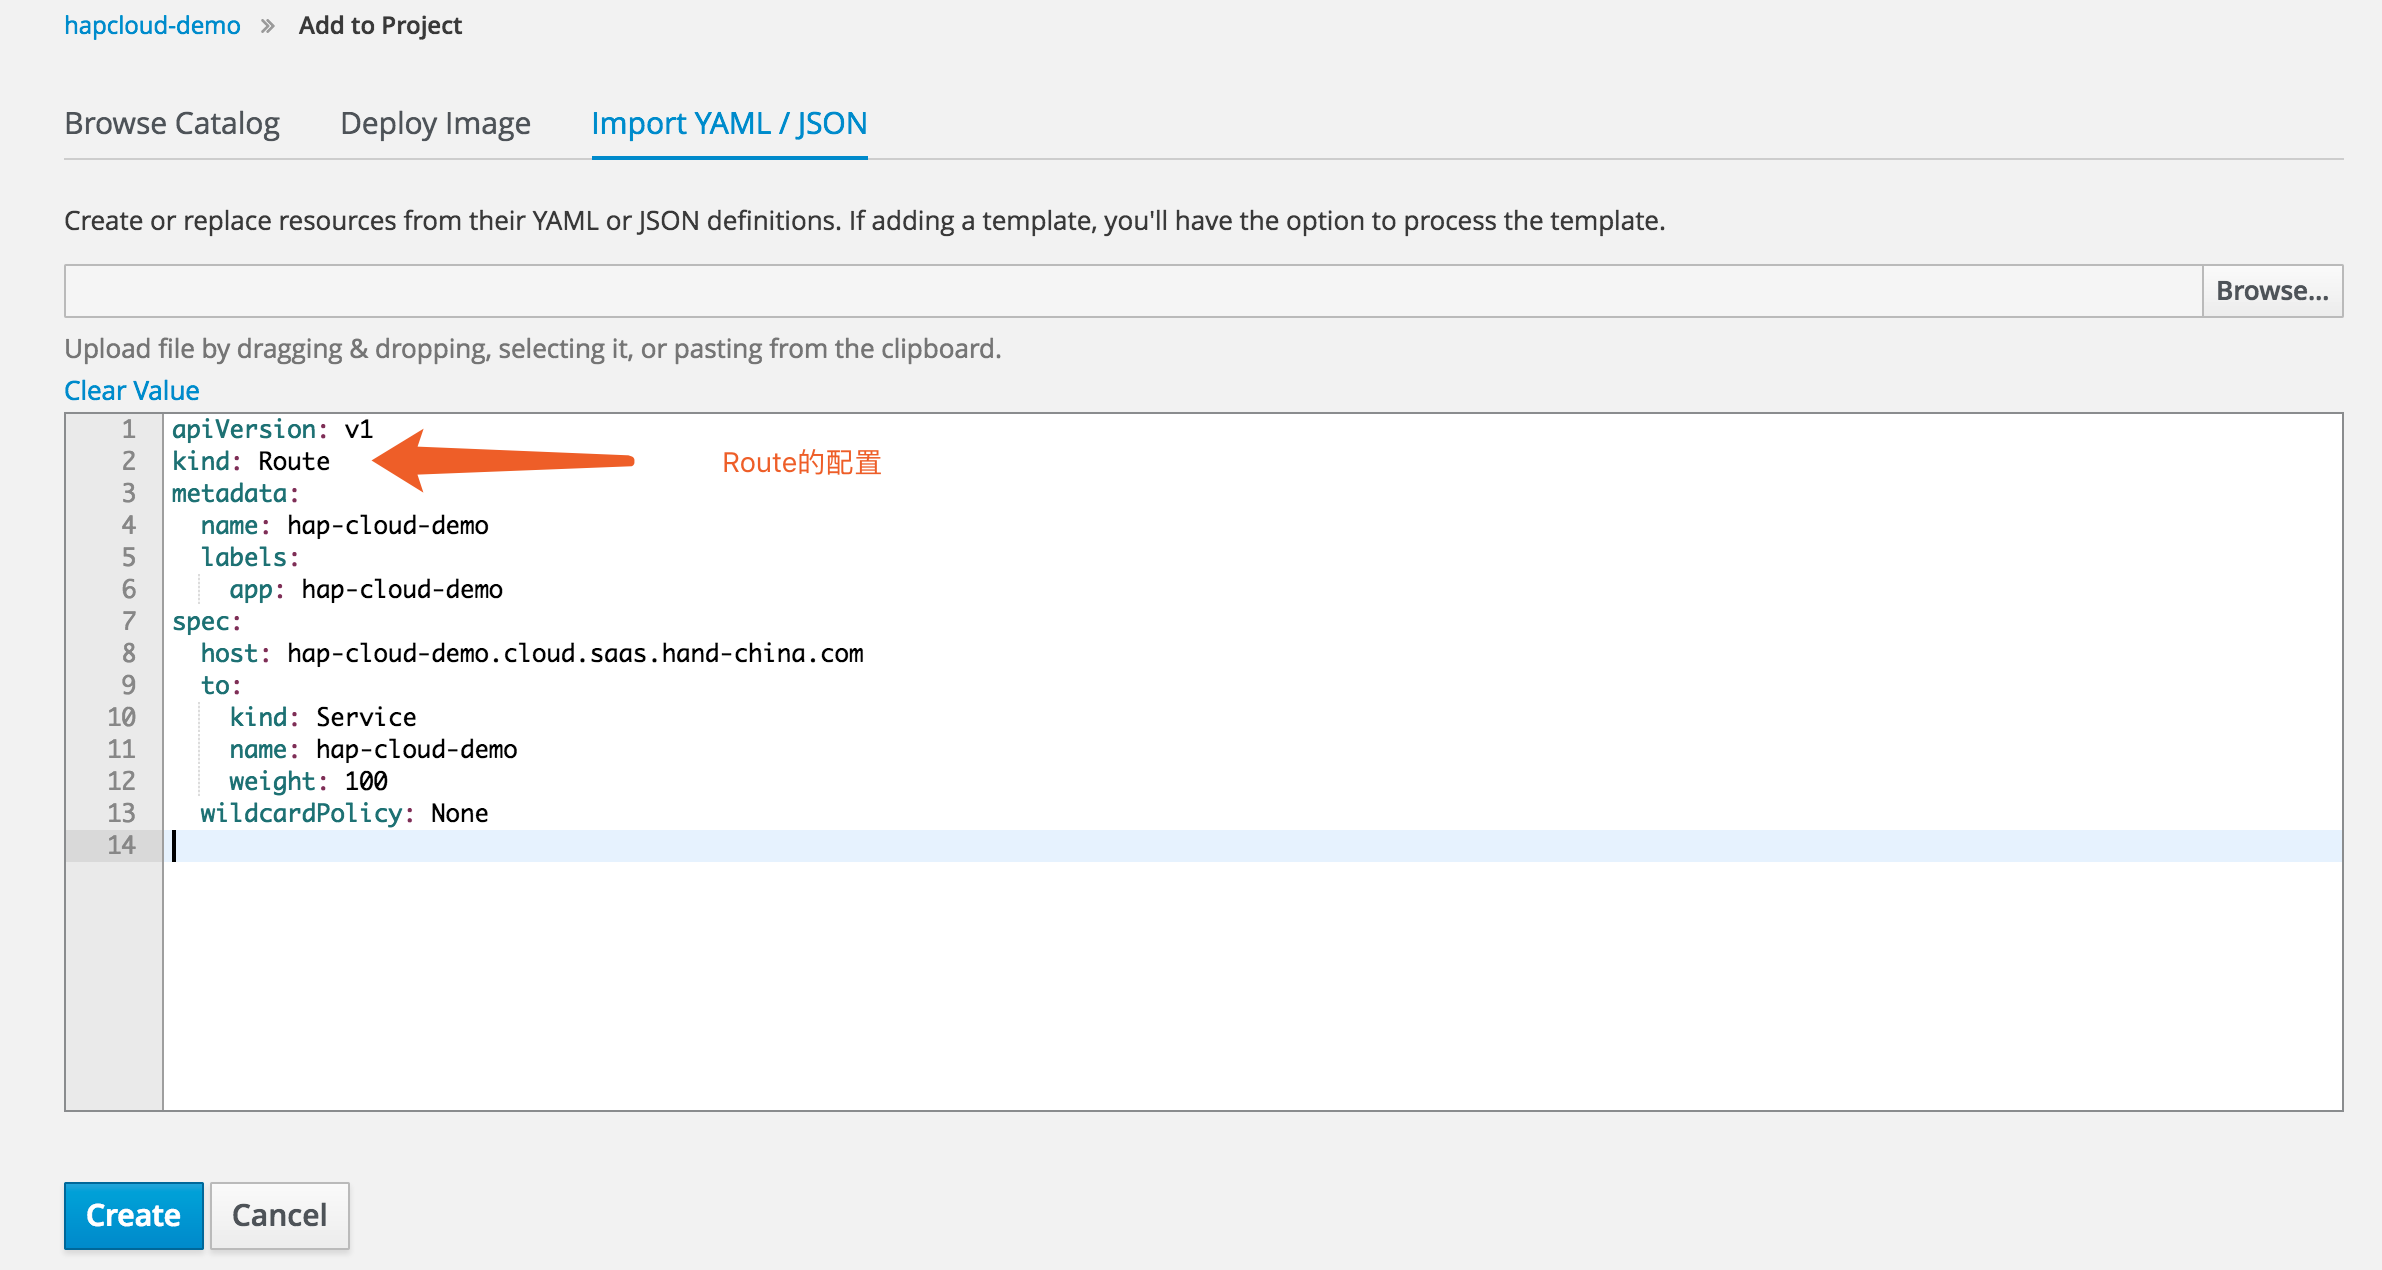 hapcloud-demo » Add to Project
Browse Catalog Deploy Image Import YAML / JSON
Create or replace resources from their YAML or JSON definitions. If adding a template, you'll have the option to process the template.
Browse...
Upload file by dragging & dropping, selecting it, or pasting from the clipboard.
Clear Value
1 apiVersion: v1
2 kind: Route Route的配置
3 metadata:
4   name: hap-cloud-demo
5   labels:
6     app: hap-cloud-demo
7 spec:
8   host: hap-cloud-demo.cloud.saas.hand-china.com
9   to:
10     kind: Service
11     name: hap-cloud-demo
12     weight: 100
13   wildcardPolicy: None
14
Create Cancel